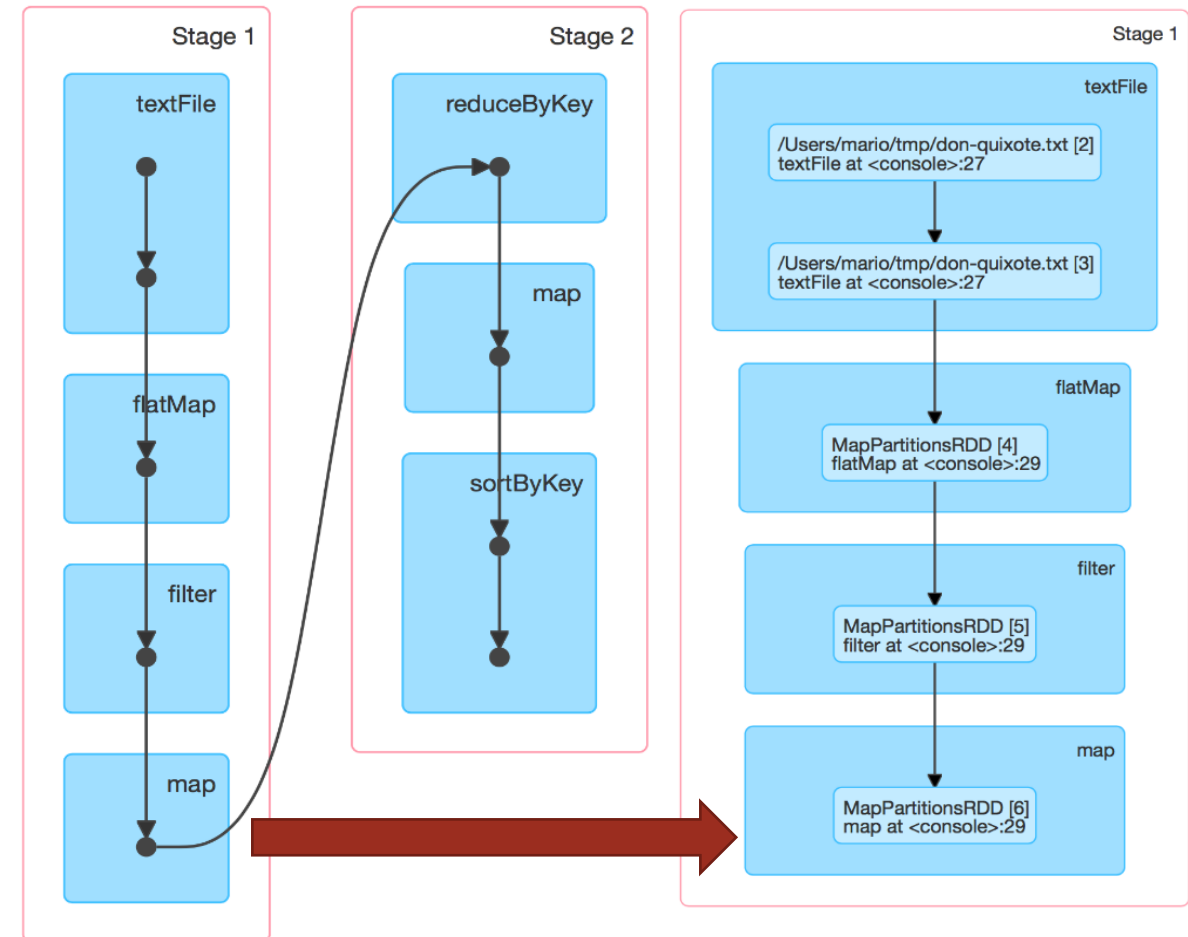 Stage 1
textFile
flatMap
filter
map
Stage 2
reduceByKey
map
sortByKey
Stage 1
textFile
/Users/mario/tmp/don-quixote.txt [2]
textFile at <console>:27
/Users/mario/tmp/don-quixote.txt [3]
textFile at <console>:27
flatMap
MapPartitionsRDD [4]
flatMap at <console>:29
filter
MapPartitionsRDD [5]
filter at <console>:29
map
MapPartitionsRDD [6]
map at <console>:29